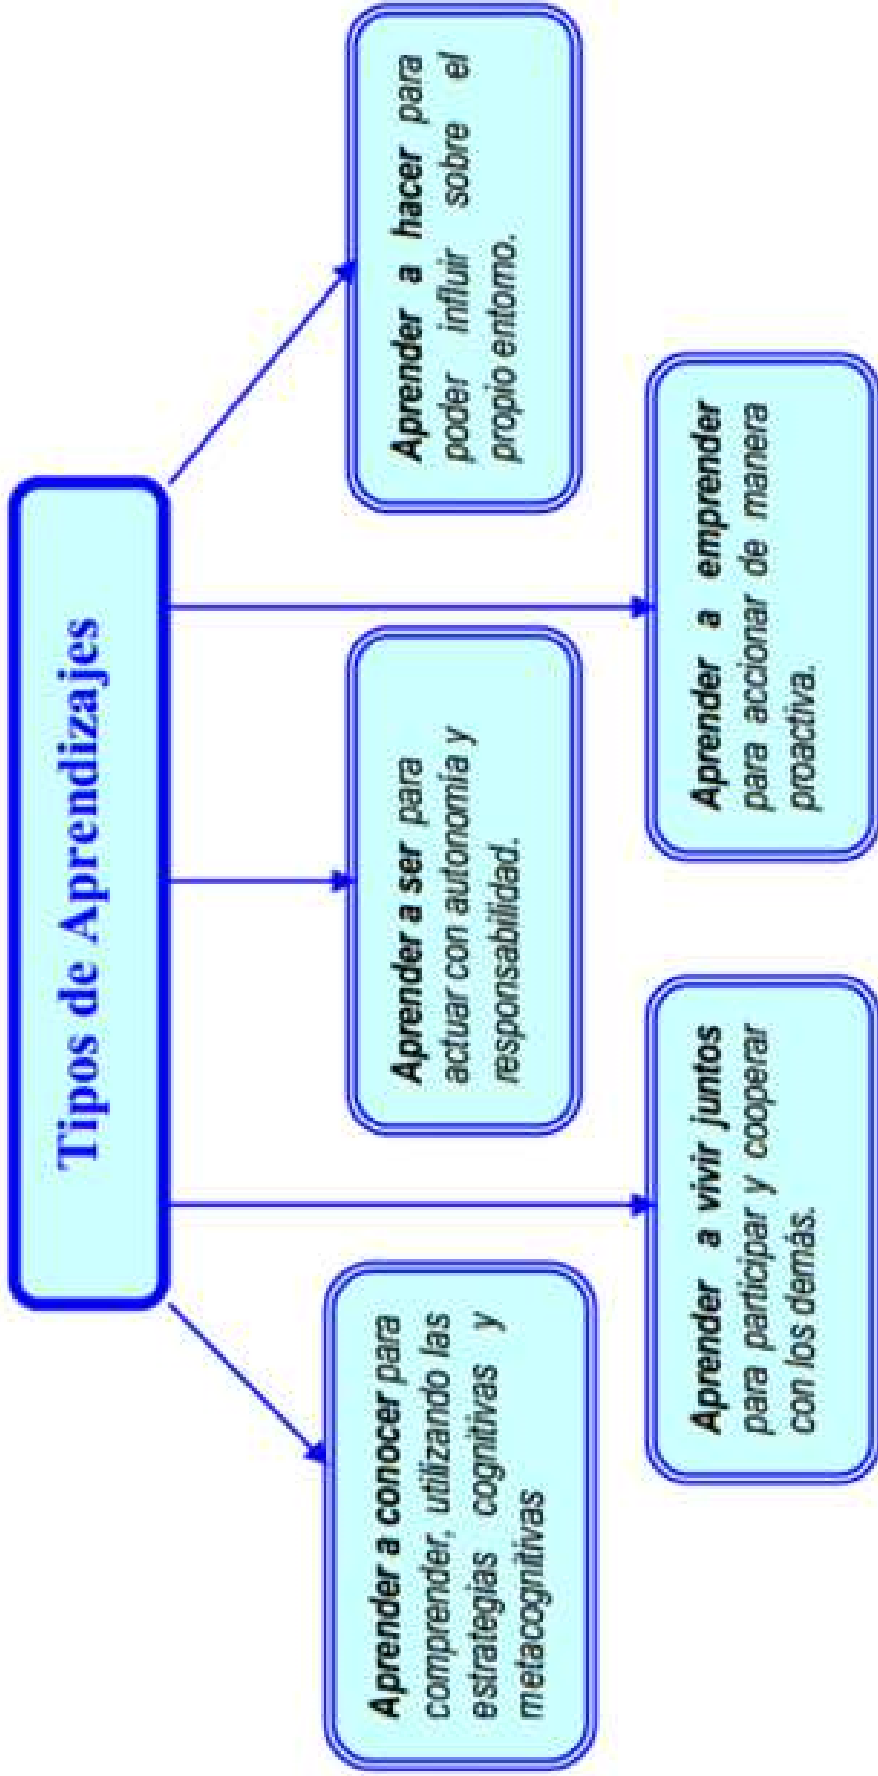 Tipos de Aprendizajes
Aprender a conocer para
comprender, utilizando las
estrategias cognitivas y
metacognitivas
Aprender a ser para
actuar con autonomía y
responsabilidad.
Aprender a hacer para
poder influir sobre el
propio entorno.
Aprender a vivir juntos
para participar y cooperar
con los demás.
Aprender a emprender
para accionar de manera
proactiva.